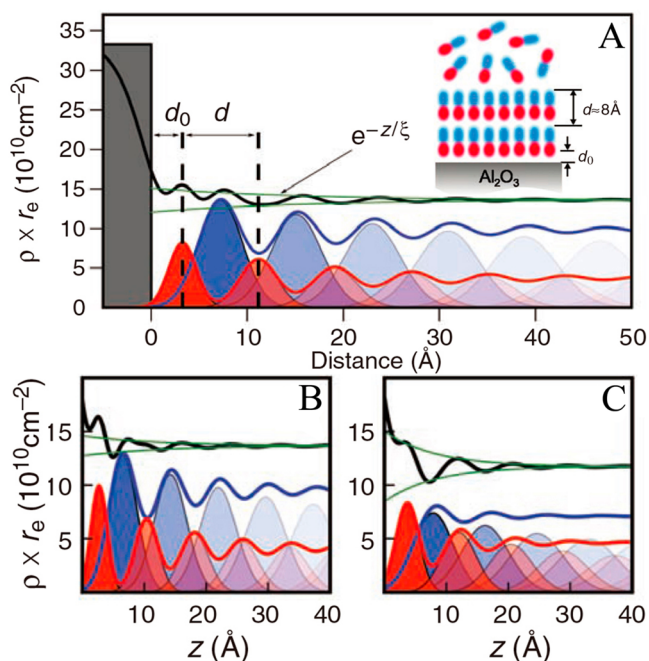 A
35
30
25
20
15
10
5
0
ρ × rₑ (10¹⁰cm⁻²)
d₀
d
e⁻ᶻ/ξ
d≈8Å
d₀
Al₂O₃
0 10 20 30 40 50
Distance (Å)
B
C
15
10
5
ρ × rₑ (10¹⁰cm⁻²)
15
10
5
10 20 30 40
10 20 30 40
z (Å)
z (Å)